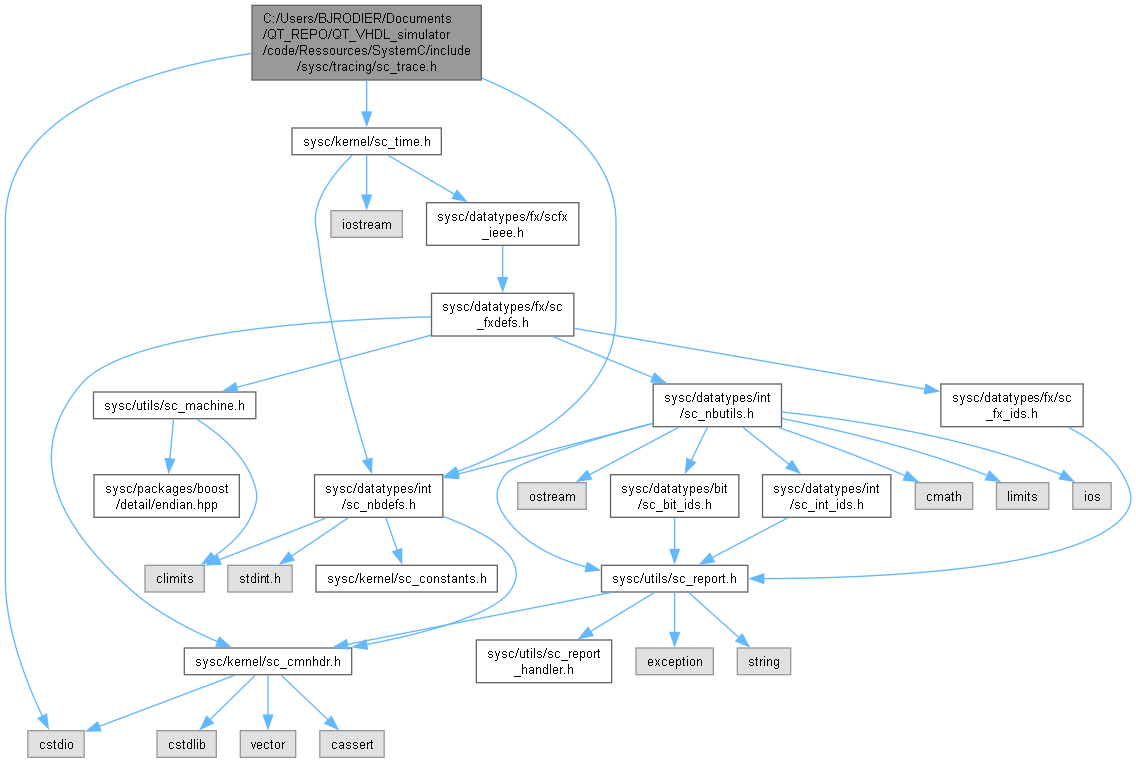 C:/Users/BJRODIER/Documents
/QT_REPO/QT_VHDL_simulator
/code/Ressources/SystemC/include
/sysc/tracing/sc_trace.h
sysc/kernel/sc_time.h
iostream
sysc/datatypes/fx/scfx
_ieee.h
sysc/datatypes/fx/sc
_fxdefs.h
sysc/utils/sc_machine.h
sysc/datatypes/int
/sc_nbutils.h
sysc/datatypes/fx/sc
_fx_ids.h
sysc/packages/boost
/detail/endian.hpp
sysc/datatypes/int
/sc_nbdefs.h
ostream
sysc/datatypes/bit
/sc_bit_ids.h
sysc/datatypes/int
/sc_int_ids.h
cmath
limits
ios
climits
stdint.h
sysc/kernel/sc_constants.h
sysc/utils/sc_report.h
sysc/kernel/sc_cmnhdr.h
sysc/utils/sc_report
_handler.h
exception
string
cstdio
cstdlib
vector
cassert